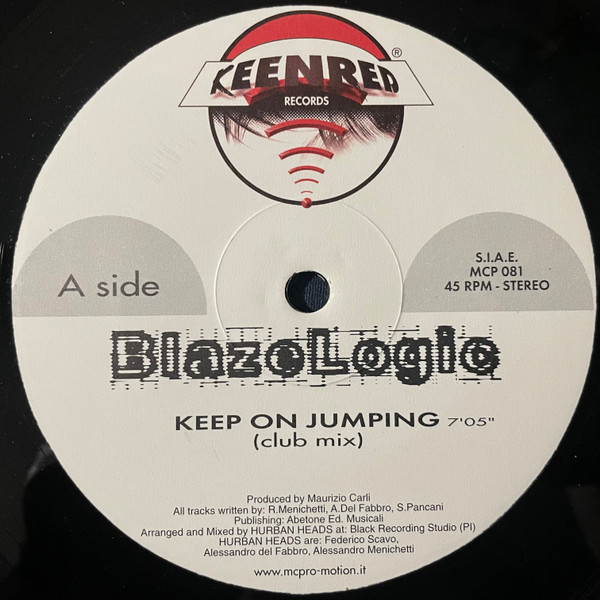 KEENRED
®
RECORDS
A side
S.I.A.E.
MCP 081
45 RPM - STEREO
BlazeLogic
KEEP ON JUMPING 7'05"
(club mix)
Produced by Maurizio Carli
All tracks written by: R.Menichetti, A.Del Fabbro, S.Pancani
Publishing: Abetone Ed. Musicali
Arranged and Mixed by HURBAN HEADS at: Black Recording Studio (PI)
HURBAN HEADS are: Federico Scavo,
Alessandro del Fabbro, Alessandro Menichetti
www.mcpro-motion.it